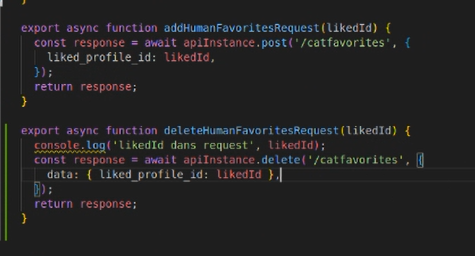 }
export async function addHumanFavoritesRequest(likedId) {
  const response = await apiInstance.post('/catfavorites', {
    liked_profile_id: likedId,
  });
  return response;
}
export async function deleteHumanFavoritesRequest(likedId) {
  console.log('likedId dans request', likedId);
  const response = await apiInstance.delete('/catfavorites', {
    data: { liked_profile_id: likedId },
  });
  return response;
}